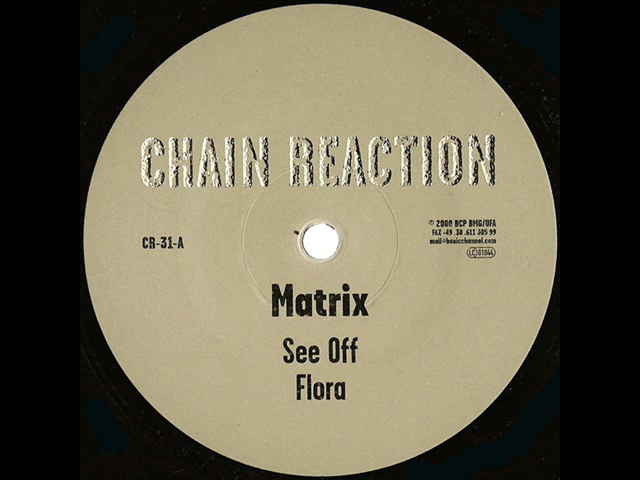 CHAIN REACTION
CR-31-A
℗ 2000 BCP BMG/UFA
FAX +49 .30 .611 305 99
mail@basicchannel.com
LC 01044
Matrix
See Off
Flora